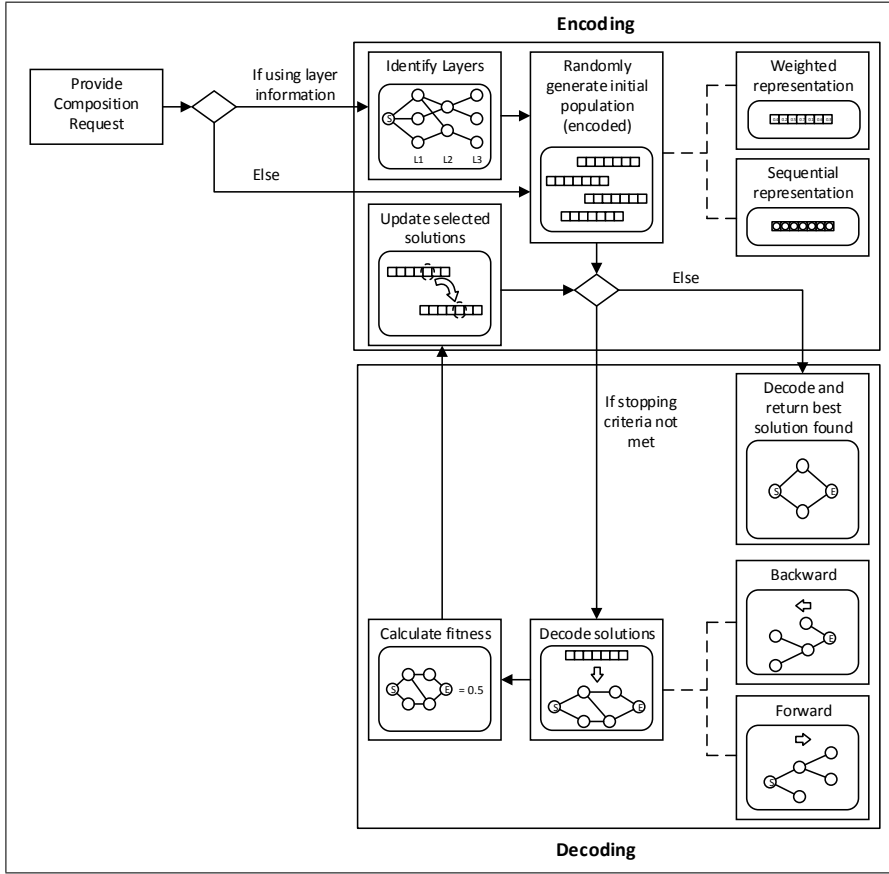 Encoding
Provide
Composition
Request
If using layer
information
Else
Identify Layers
S
L1 L2 L3
Randomly
generate initial
population
(encoded)
Weighted
representation
Sequential
representation
Update selected
solutions
Else
If stopping
criteria not
met
Decode and
return best
solution found
S E
Calculate fitness
S E = 0.5
Decode solutions
S E
Backward
E
Forward
S
Decoding